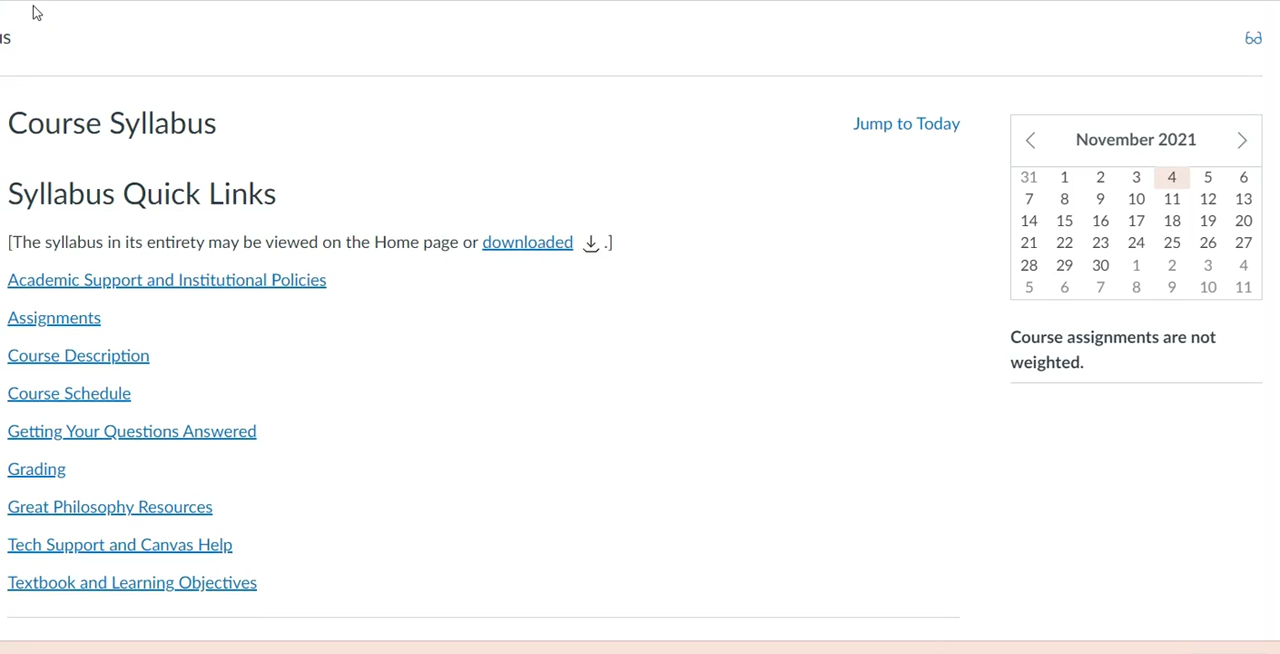 us
Course Syllabus
Jump to Today
Syllabus Quick Links
[The syllabus in its entirety may be viewed on the Home page or downloaded .]
Academic Support and Institutional Policies
Assignments
Course Description
Course Schedule
Getting Your Questions Answered
Grading
Great Philosophy Resources
Tech Support and Canvas Help
Textbook and Learning Objectives
November 2021
31 1 2 3 4 5 6
7 8 9 10 11 12 13
14 15 16 17 18 19 20
21 22 23 24 25 26 27
28 29 30 1 2 3 4
5 6 7 8 9 10 11
Course assignments are not
weighted.